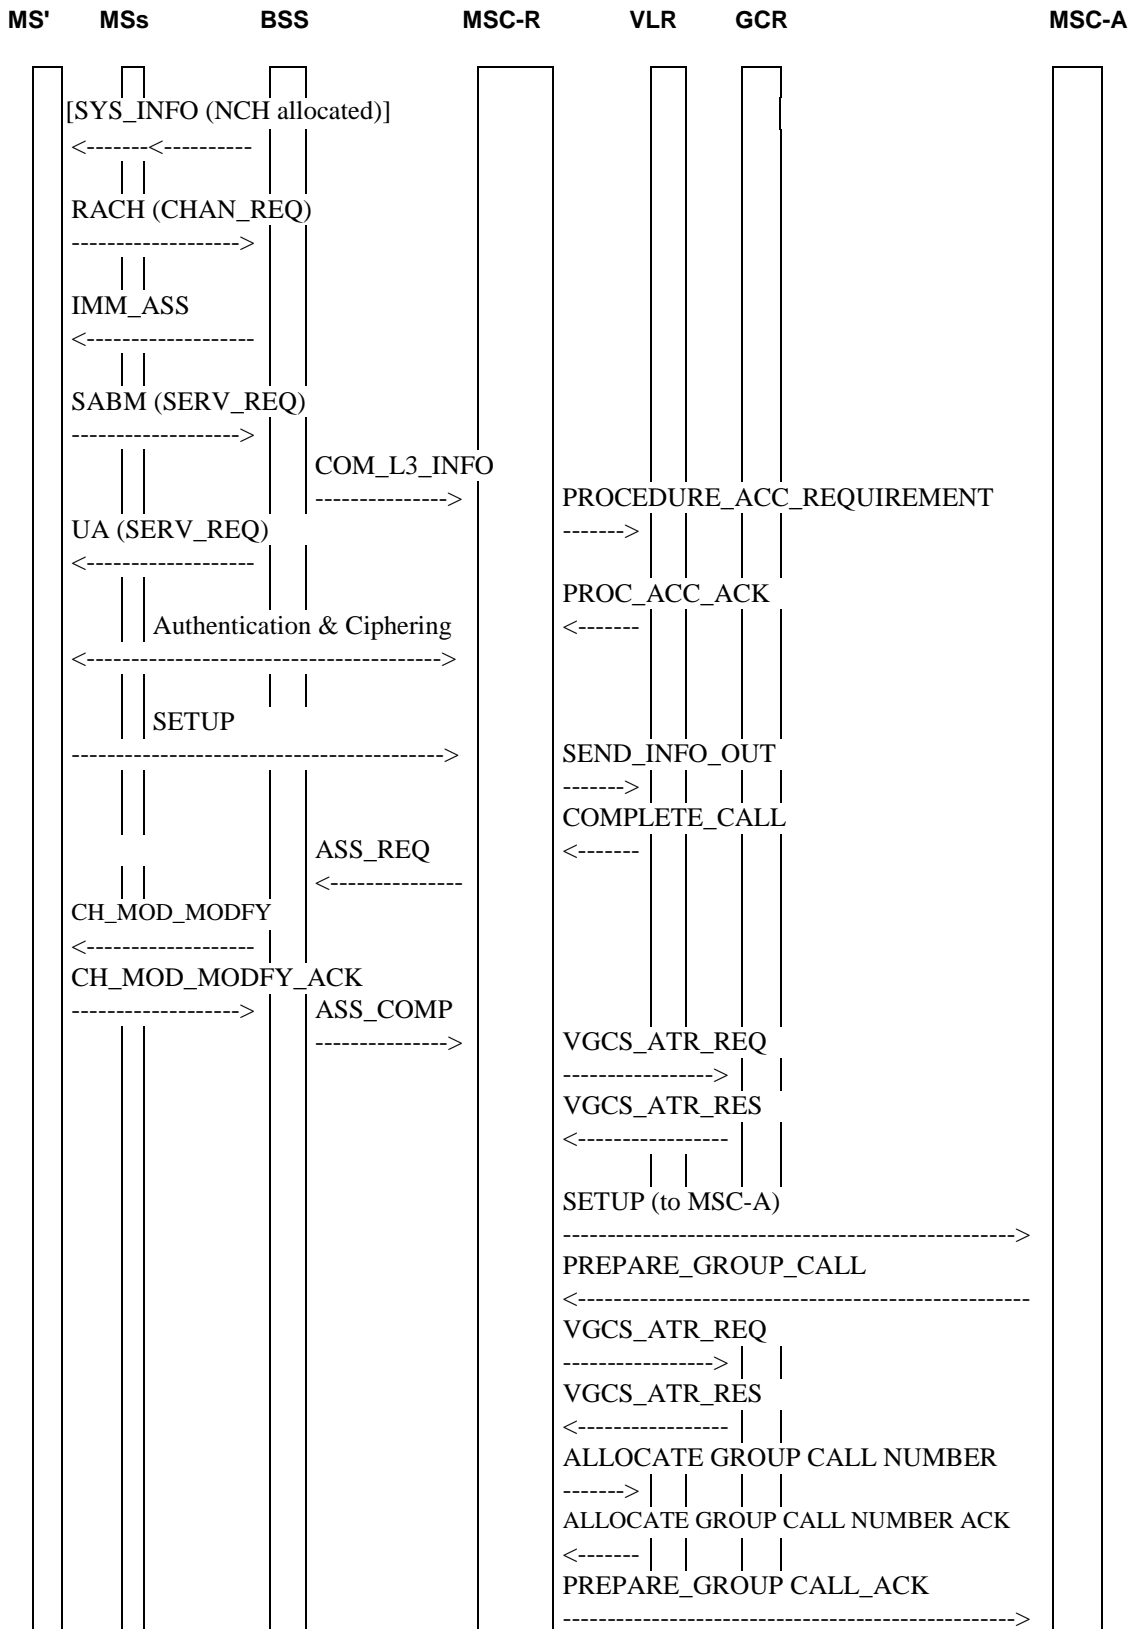 MS' MSs BSS MSC-R VLR GCR MSC-A
[SYS_INFO (NCH allocated)]
<-------<----------
RACH (CHAN_REQ)
------------------->
IMM_ASS
<-------------------
SABM (SERV_REQ)
------------------->
COM_L3_INFO
---------------> PROCEDURE_ACC_REQUIREMENT
UA (SERV_REQ) ------->
<-------------------
PROC_ACC_ACK
Authentication & Ciphering <-------
<---------------------------------------->
SETUP
------------------------------------------> SEND_INFO_OUT
------->
COMPLETE_CALL
ASS_REQ <-------
<---------------
CH_MOD_MODFY
<-------------------
CH_MOD_MODFY_ACK
-------------------> ASS_COMP
---------------> VGCS_ATR_REQ
----------------->
VGCS_ATR_RES
<-----------------
SETUP (to MSC-A)
--------------------------------------------------->
PREPARE_GROUP_CALL
<---------------------------------------------------
VGCS_ATR_REQ
----------------->
VGCS_ATR_RES
<-----------------
ALLOCATE GROUP CALL NUMBER
------->
ALLOCATE GROUP CALL NUMBER ACK
<-------
PREPARE_GROUP CALL_ACK
--------------------------------------------------->